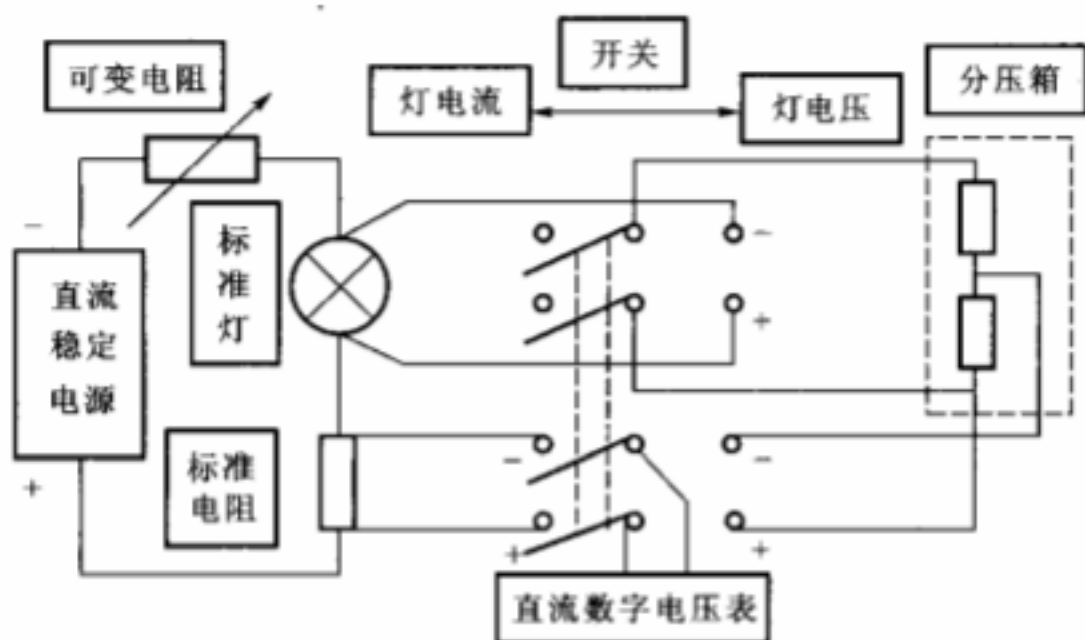 可变电阻
开关
分压箱
灯电流
灯电压
标
准
灯
直流
稳定
电源
标准
电阻
直流数字电压表
−
+
−
+
−
+
−
+